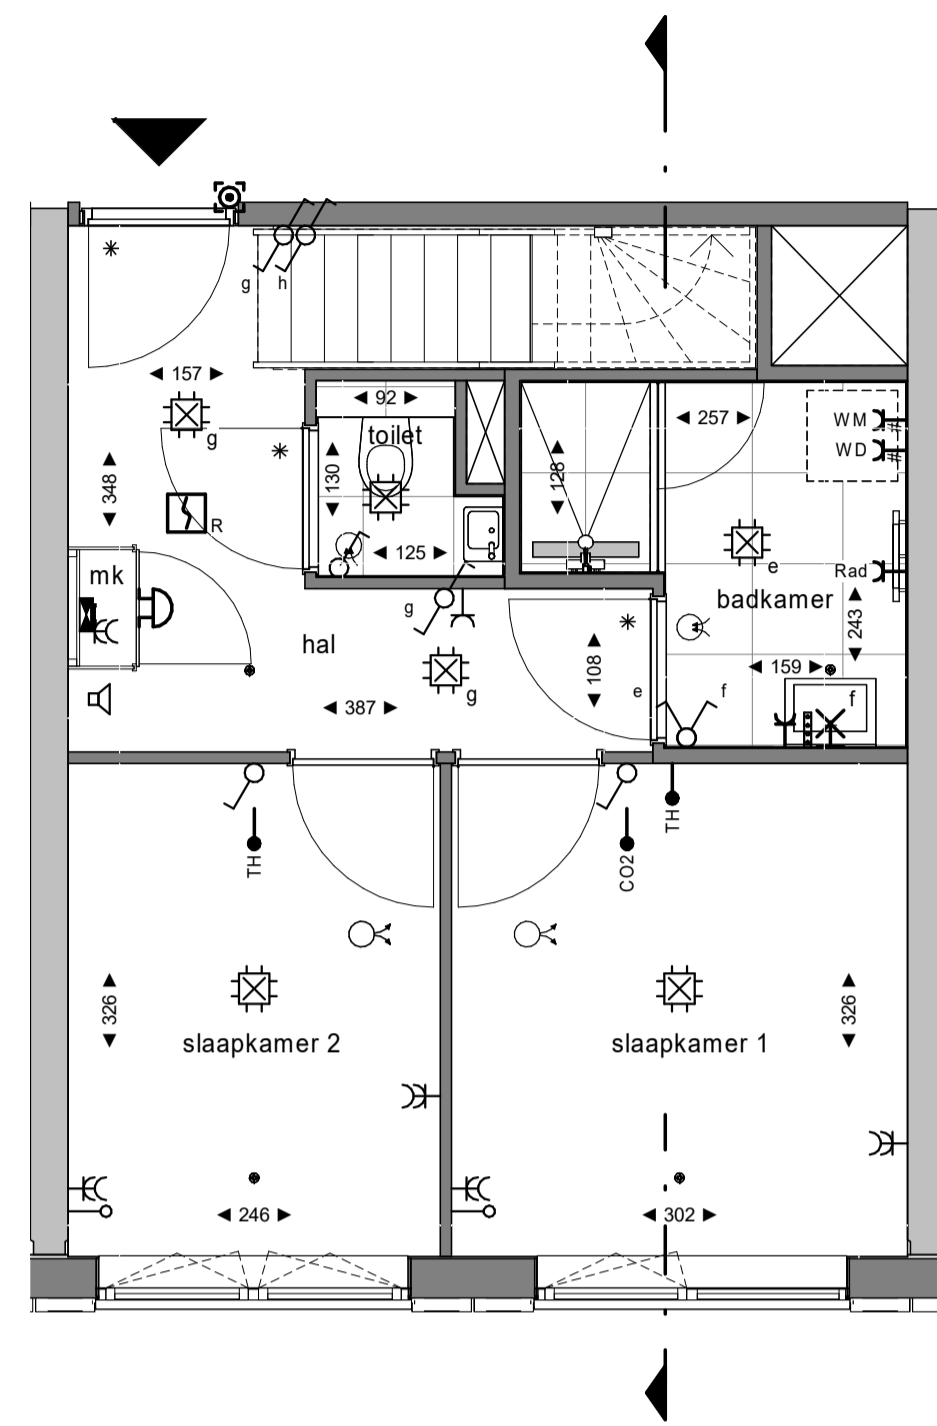 g h
157
g
92
toilet
257
WM
WD
#
#
348
130
128
R
125
e
Rad
mk
g
badkamer
243
hal
108
159
g
e
f
f
387
TH
CO2
TH
326
326
slaapkamer 2
slaapkamer 1
246
302